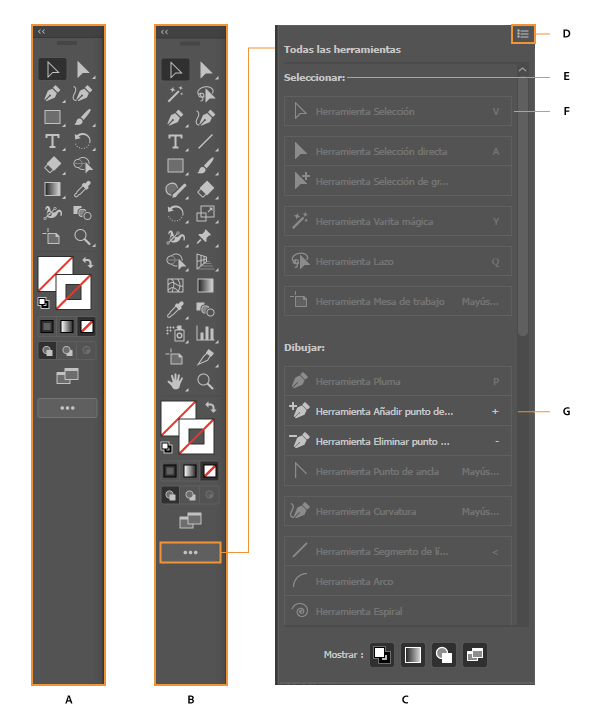 D
Todas las herramientas
Seleccionar:
E
Herramienta Selección V
F
Herramienta Selección directa A
Herramienta Selección de gr...
Herramienta Varita mágica Y
Herramienta Lazo Q
Herramienta Mesa de trabajo Mayús...
Dibujar:
Herramienta Pluma P
Herramienta Añadir punto de... +
G
Herramienta Eliminar punto ... -
Herramienta Punto de ancla Mayús...
Herramienta Curvatura Mayús...
Herramienta Segmento de lí... <
Herramienta Arco
Herramienta Espiral
Mostrar :
A
B
C